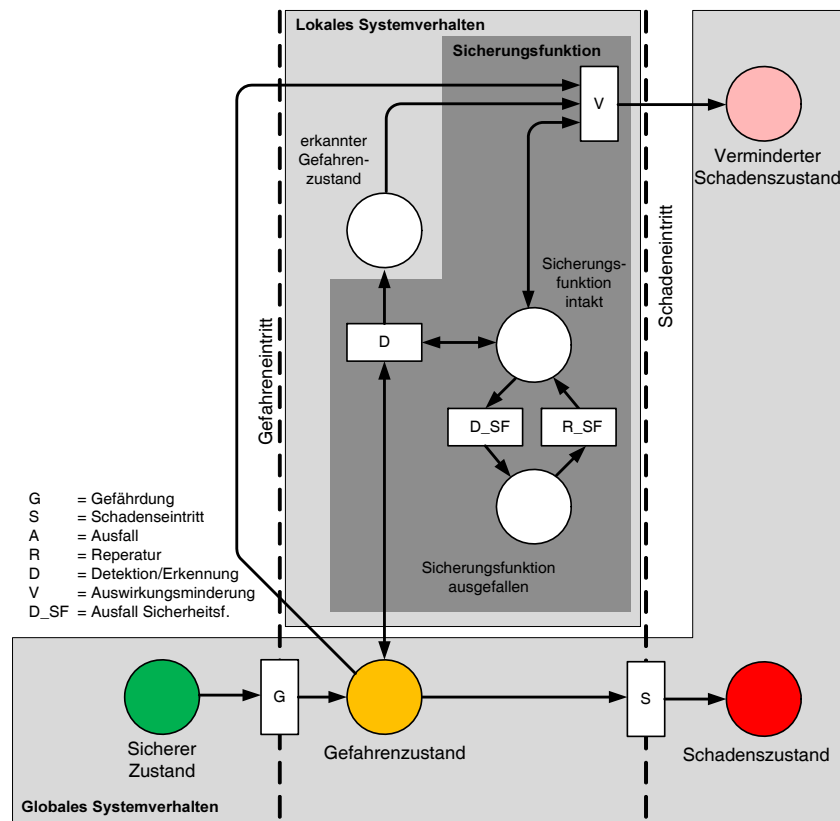 Lokales Systemverhalten
Sicherungsfunktion
V
erkannter
Gefahren-
zustand
Verminderter
Schadenszustand
Sicherungs-
funktion
intakt
Schadeneintritt
Gefahreneintritt
D
D_SF
R_SF
Sicherungsfunktion
ausgefallen
G = Gefährdung
S = Schadenseintritt
A = Ausfall
R = Reperatur
D = Detektion/Erkennung
V = Auswirkungsminderung
D_SF = Ausfall Sicherheitsf.
G
S
Sicherer
Zustand
Gefahrenzustand
Schadenszustand
Globales Systemverhalten